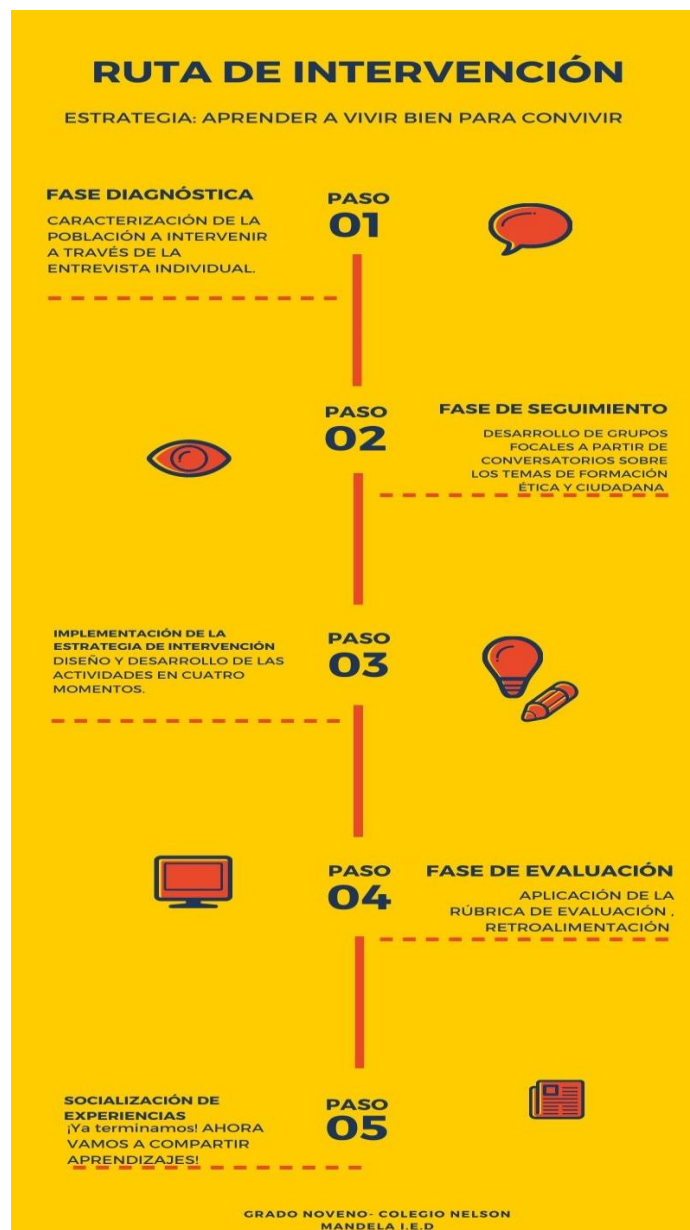 RUTA DE INTERVENCIÓN
ESTRATEGIA: APRENDER A VIVIR BIEN PARA CONVIVIR
FASE DIAGNÓSTICA
CARACTERIZACIÓN DE LA
POBLACIÓN A INTERVENIR
A TRAVÉS DE LA
ENTREVISTA INDIVIDUAL.
PASO
01
PASO
02
FASE DE SEGUIMIENTO
DESARROLLO DE GRUPOS
FOCALES A PARTIR DE
CONVERSATORIOS SOBRE
LOS TEMAS DE FORMACIÓN
ÉTICA Y CIUDADANA
IMPLEMENTACIÓN DE LA
ESTRATEGIA DE INTERVENCIÓN
DISEÑO Y DESARROLLO DE LAS
ACTIVIDADES EN CUATRO
MOMENTOS.
PASO
03
PASO
04
FASE DE EVALUACIÓN
APLICACIÓN DE LA
RÚBRICA DE EVALUACIÓN ,
RETROALIMENTACIÓN
SOCIALIZACIÓN DE
EXPERIENCIAS
¡Ya terminamos! AHORA
VAMOS A COMPARTIR
APRENDIZAJES!
PASO
05
GRADO NOVENO- COLEGIO NELSON
MANDELA I.E.D